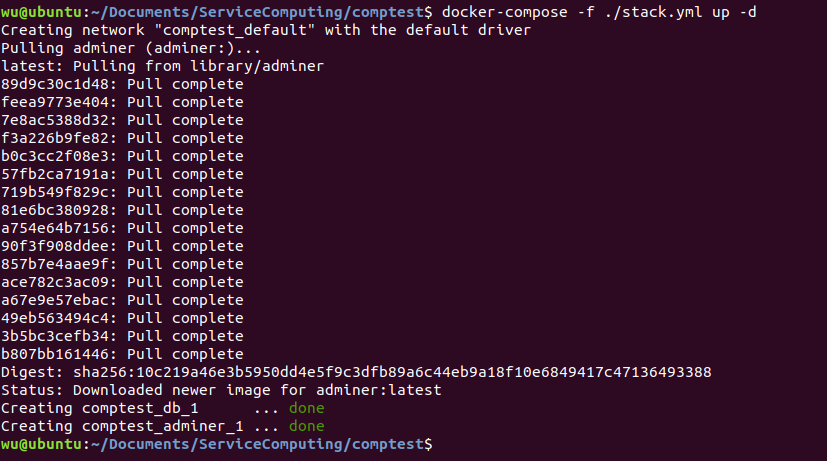 wu@ubuntu:~/Documents/ServiceComputing/comptest$ docker-compose -f ./stack.yml up -d
Creating network "comptest_default" with the default driver
Pulling adminer (adminer:)...
latest: Pulling from library/adminer
89d9c30c1d48: Pull complete
feea9773e404: Pull complete
7e8ac5388d32: Pull complete
f3a226b9fe82: Pull complete
b0c3cc2f08e3: Pull complete
57fb2ca7191a: Pull complete
719b549f829c: Pull complete
81e6bc380928: Pull complete
a754e64b7156: Pull complete
90f3f908ddee: Pull complete
857b7e4aae9f: Pull complete
ace782c3ac09: Pull complete
a67e9e57ebac: Pull complete
49eb563494c4: Pull complete
3b5bc3cefb34: Pull complete
b807bb161446: Pull complete
Digest: sha256:10c219a46e3b5950dd4e5f9c3dfb89a6c44eb9a18f10e6849417c47136493388
Status: Downloaded newer image for adminer:latest
Creating comptest_db_1      ... done
Creating comptest_adminer_1 ... done
wu@ubuntu:~/Documents/ServiceComputing/comptest$